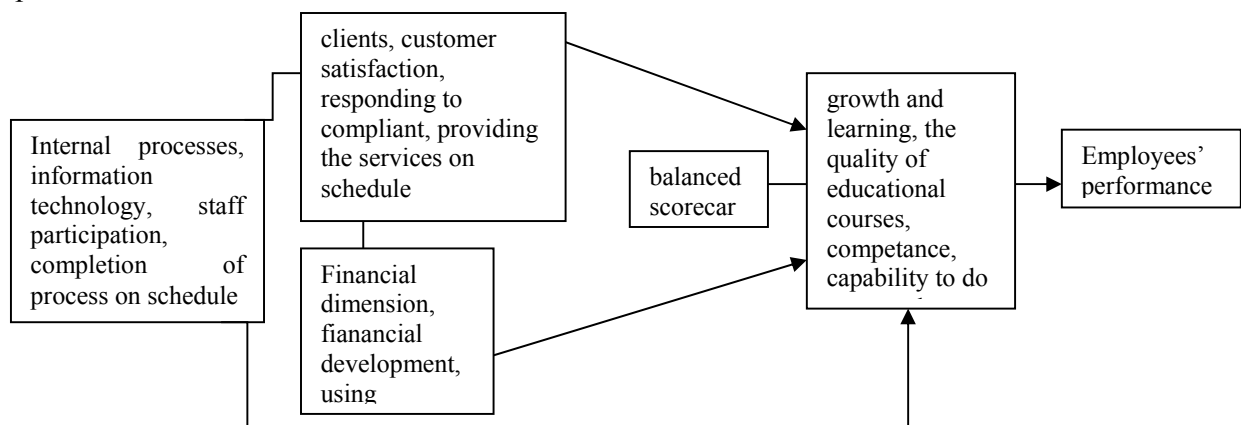 Internal processes,
information
technology, staff
participation,
completion of
process on schedule
clients, customer
satisfaction,
responding to
compliant, providing
the services on
schedule
Financial
dimension,
fianancial
development,
using
balanced
scorecar
growth and
learning, the
quality of
educational
courses,
competance,
capability to do
Employees’
performance